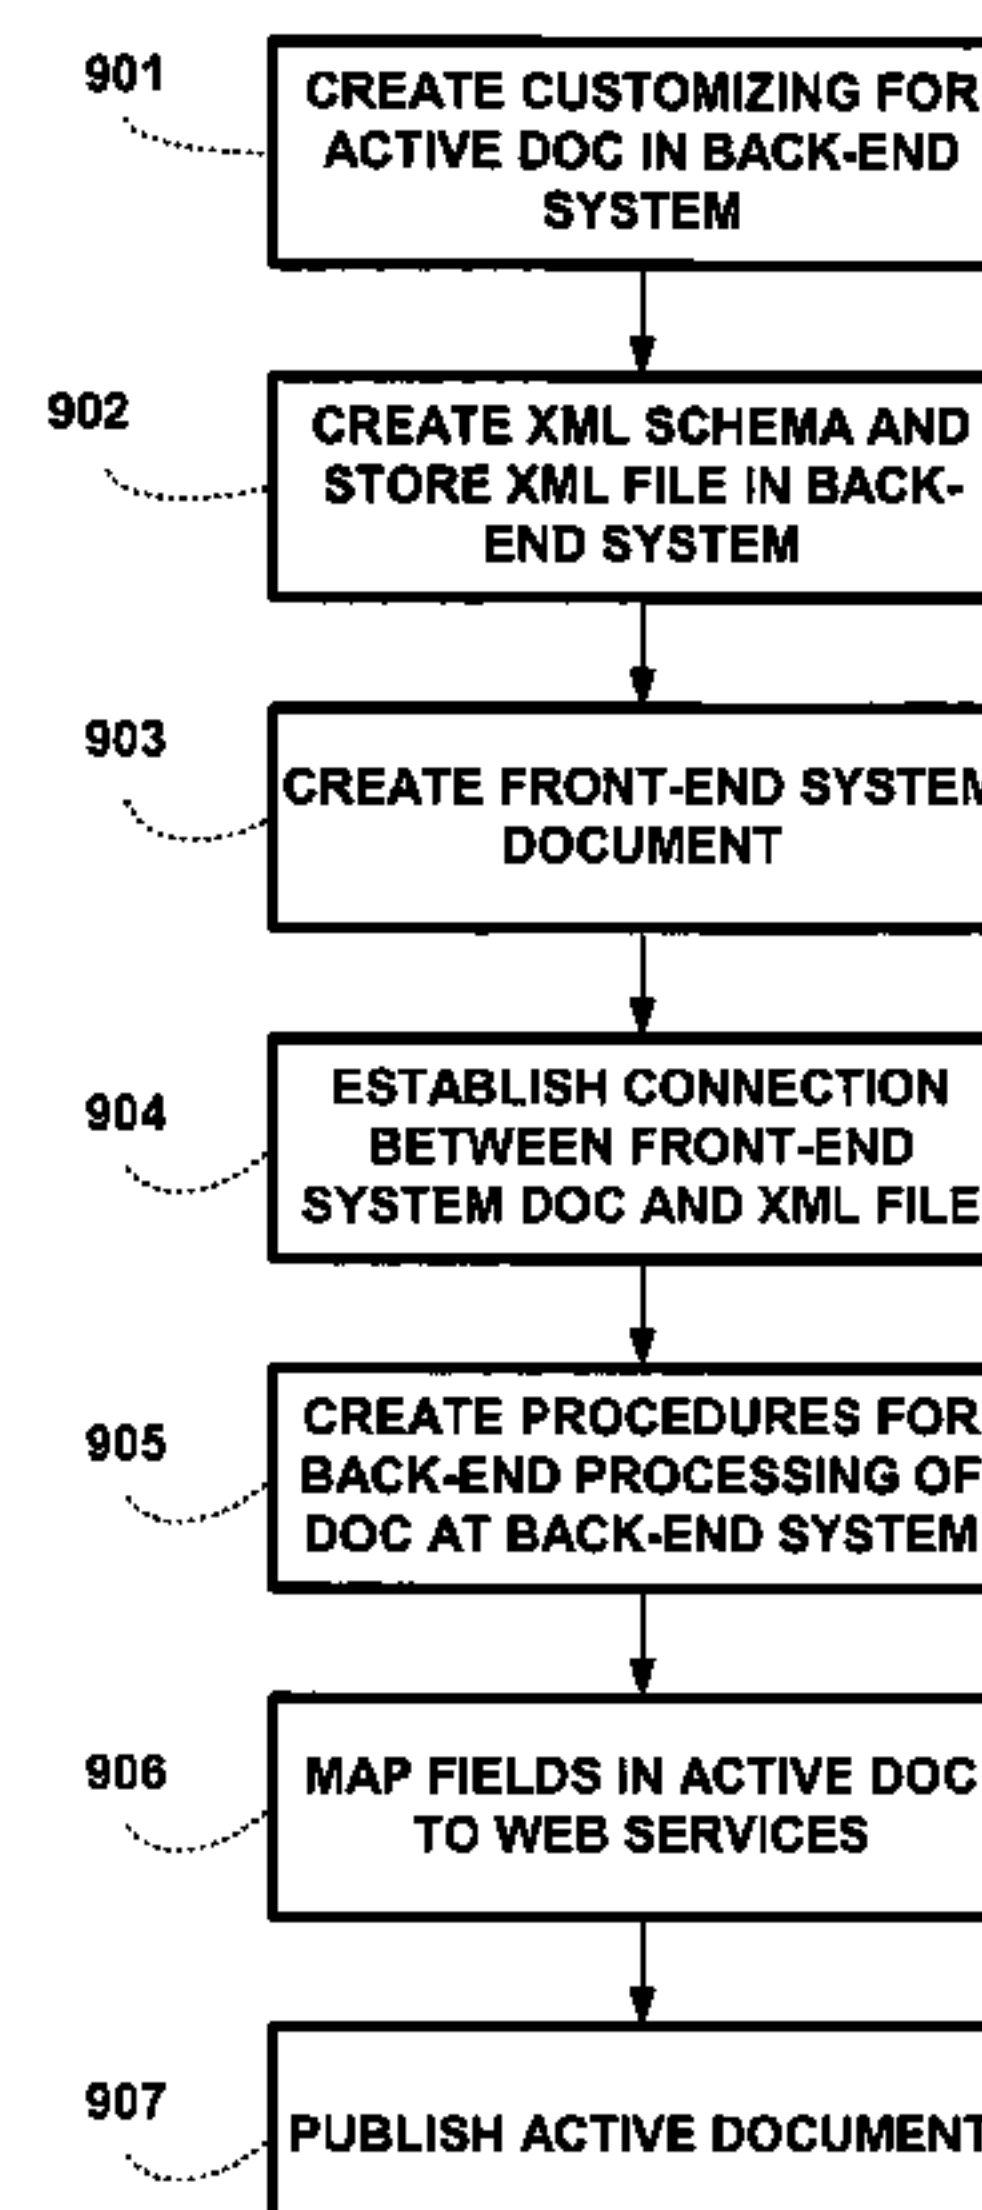 901
CREATE CUSTOMIZING FOR
ACTIVE DOC IN BACK-END
SYSTEM
902
CREATE XML SCHEMA AND
STORE XML FILE IN BACK-
END SYSTEM
903
CREATE FRONT-END SYSTEM
DOCUMENT
904
ESTABLISH CONNECTION
BETWEEN FRONT-END
SYSTEM DOC AND XML FILE
905
CREATE PROCEDURES FOR
BACK-END PROCESSING OF
DOC AT BACK-END SYSTEM
906
MAP FIELDS IN ACTIVE DOC
TO WEB SERVICES
907
PUBLISH ACTIVE DOCUMENT